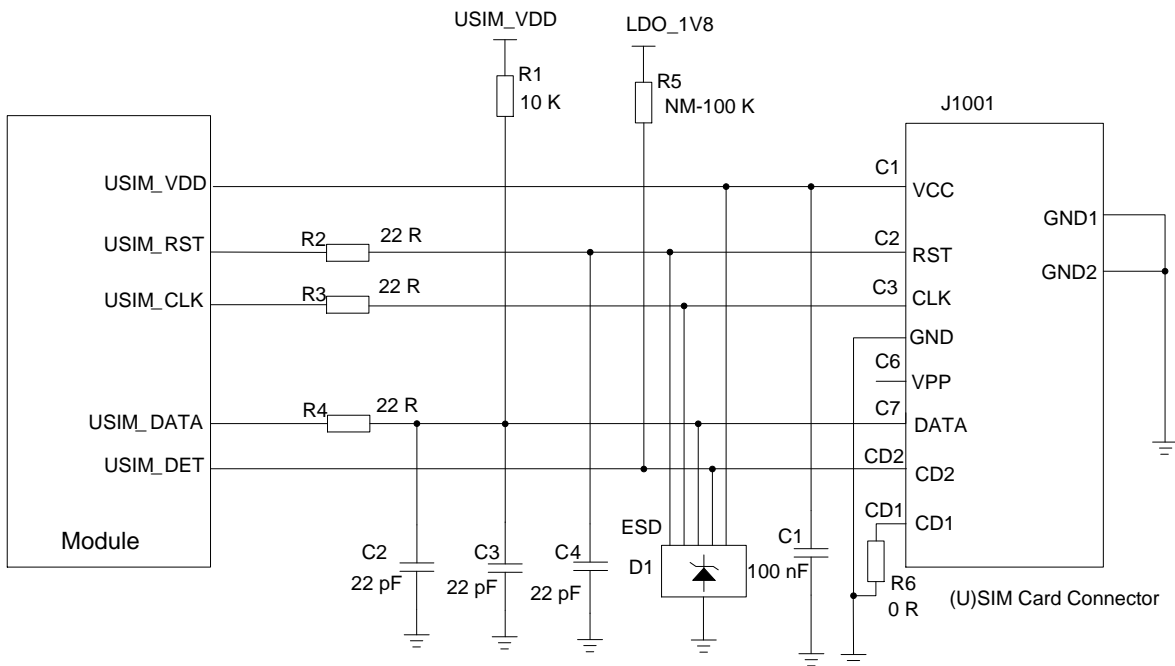 USIM_VDD
LDO_1V8
R1
10 K
R5
NM-100 K
J1001
USIM_VDD
C1
VCC
USIM_RST
R2
22 R
C2
RST
GND1
USIM_CLK
R3
22 R
C3
CLK
GND2
GND
C6
VPP
USIM_DATA
R4
22 R
C7
DATA
USIM_DET
CD2
CD2
CD1
CD1
Module
C2
22 pF
C3
22 pF
C4
22 pF
ESD
D1
C1
100 nF
R6
0 R
(U)SIM Card Connector